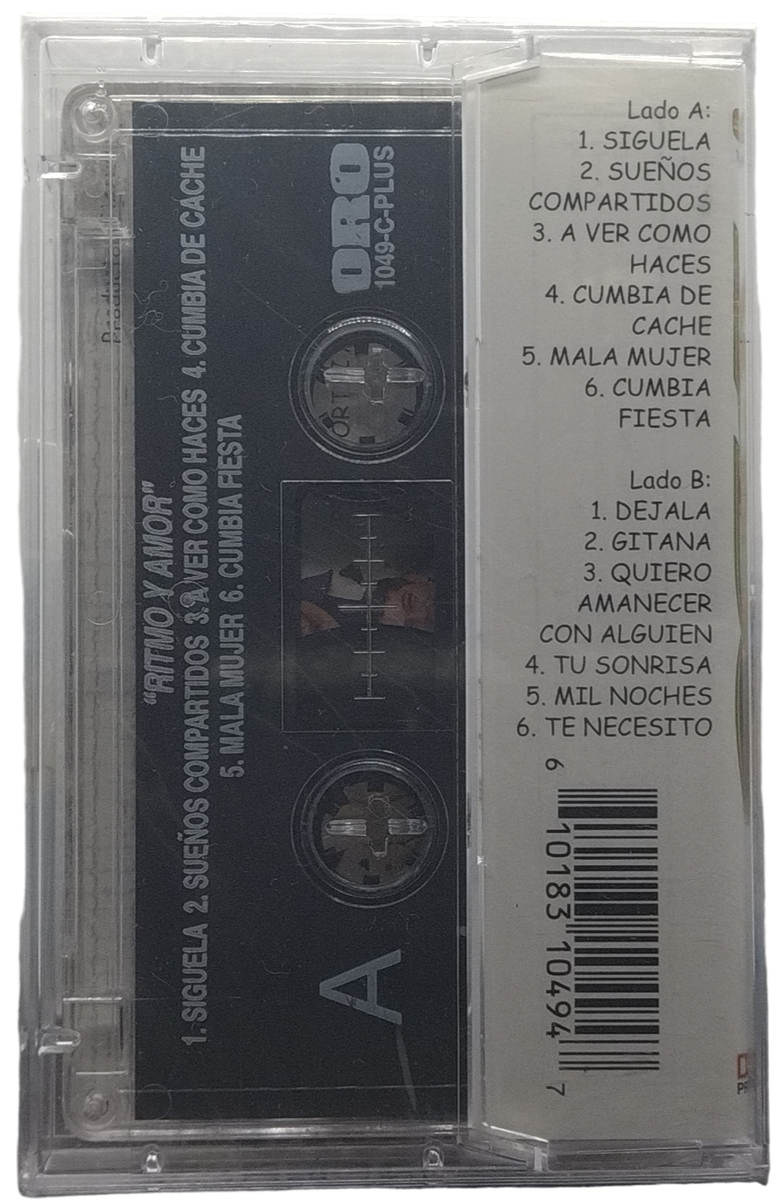 "RITMO Y AMOR"
1. SIGUELA 2. SUEÑOS COMPARTIDOS 3. A VER COMO HACES 4. CUMBIA DE CACHE
5. MALA MUJER 6. CUMBIA FIESTA
ORO
1049-C-PLUS
A
Lado A:
1. SIGUELA
2. SUEÑOS
COMPARTIDOS
3. A VER COMO
HACES
4. CUMBIA DE
CACHE
5. MALA MUJER
6. CUMBIA
FIESTA
Lado B:
1. DEJALA
2. GITANA
3. QUIERO
AMANECER
CON ALGUIEN
4. TU SONRISA
5. MIL NOCHES
6. TE NECESITO
6 10183 10494 7